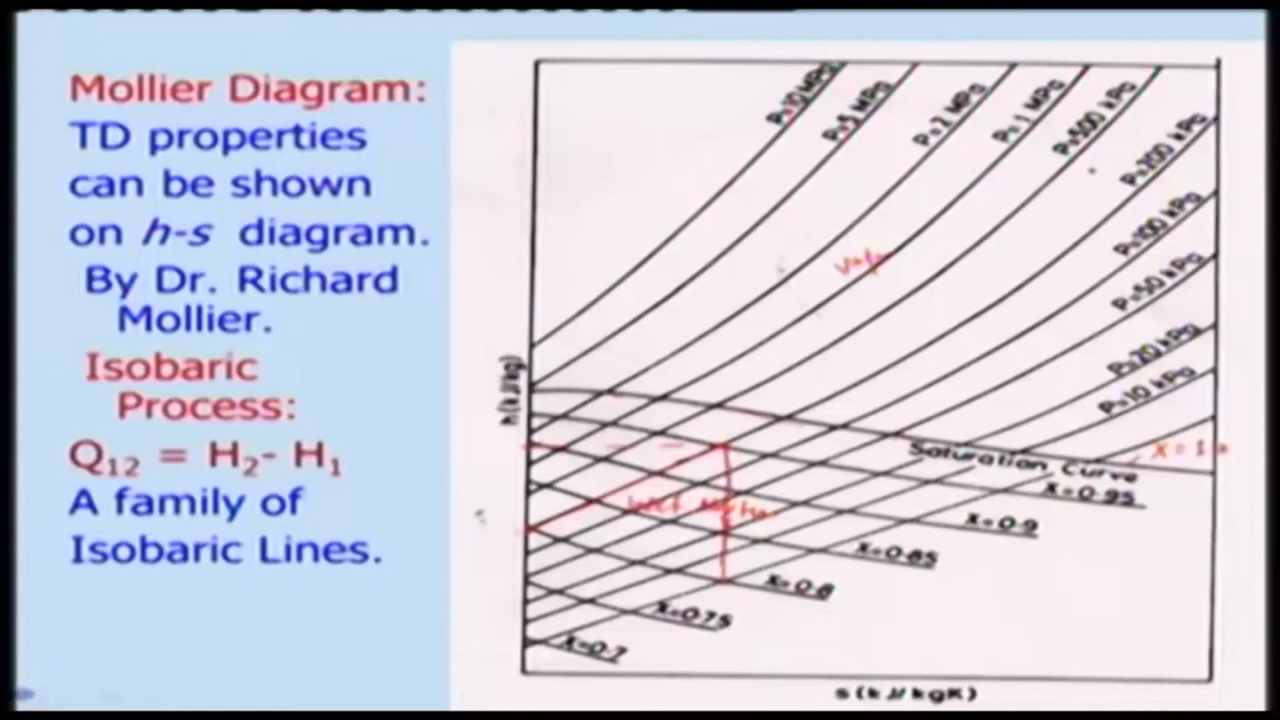 Mollier Diagram:
TD properties
can be shown
on h-s diagram.
By Dr. Richard
Mollier.
Isobaric
Process:
Q12 = H2- H1
A family of
Isobaric Lines.
P=10 MPa
P=5 MPa
P=2 MPa
P=1 MPa
P=500 kPa
P=200 kPa
P=100 kPa
P=50 kPa
P=20 kPa
P=10 kPa
h(kJ/kg)
Saturation Curve
X = 1.0
X=0.95
X=0.9
X=0.85
X=0.8
X=0.75
X=0.7
Wet
s(kJ/kgK)